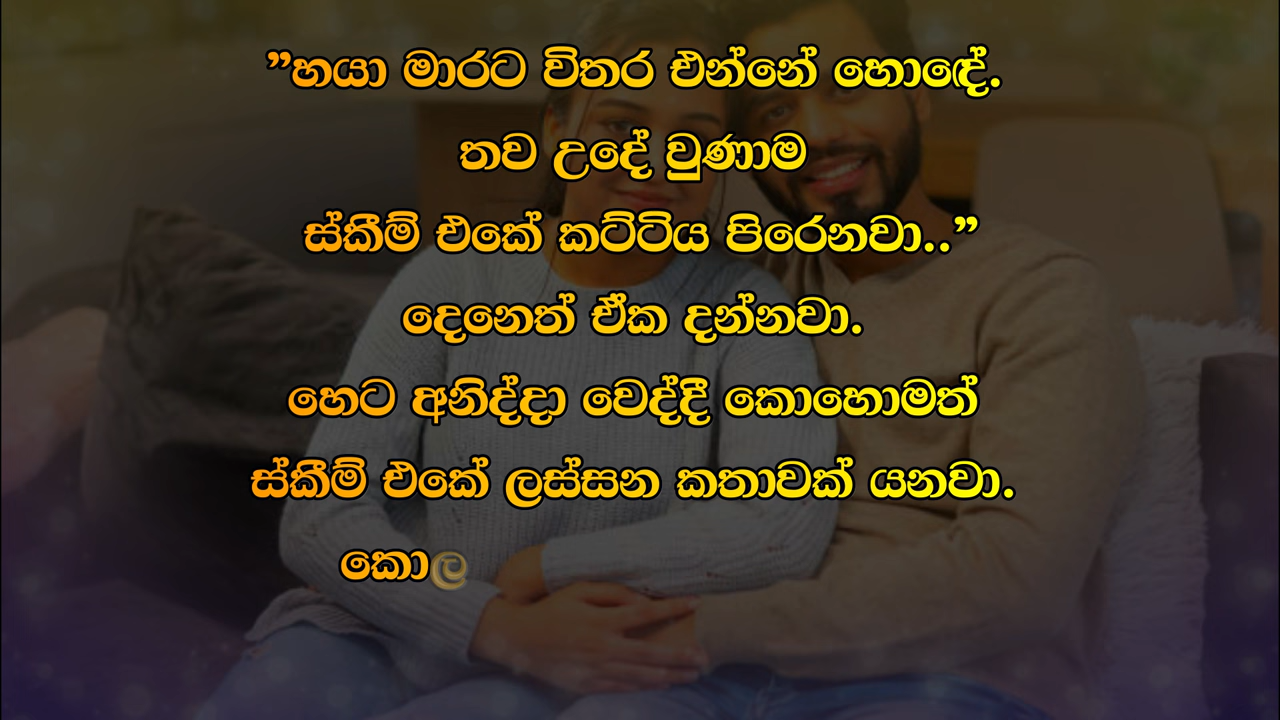 ”හයා මාරට විතර එන්නේ හොඳේ.
තව උදේ වුණාම
ස්කීම් එකේ කට්ටිය පිරෙනවා..”
දෙනෙත් ඒක දන්නවා.
හෙට අනිද්දා වෙද්දී කොහොමත්
ස්කීම් එකේ ලස්සන කතාවක් යනවා.
කොල